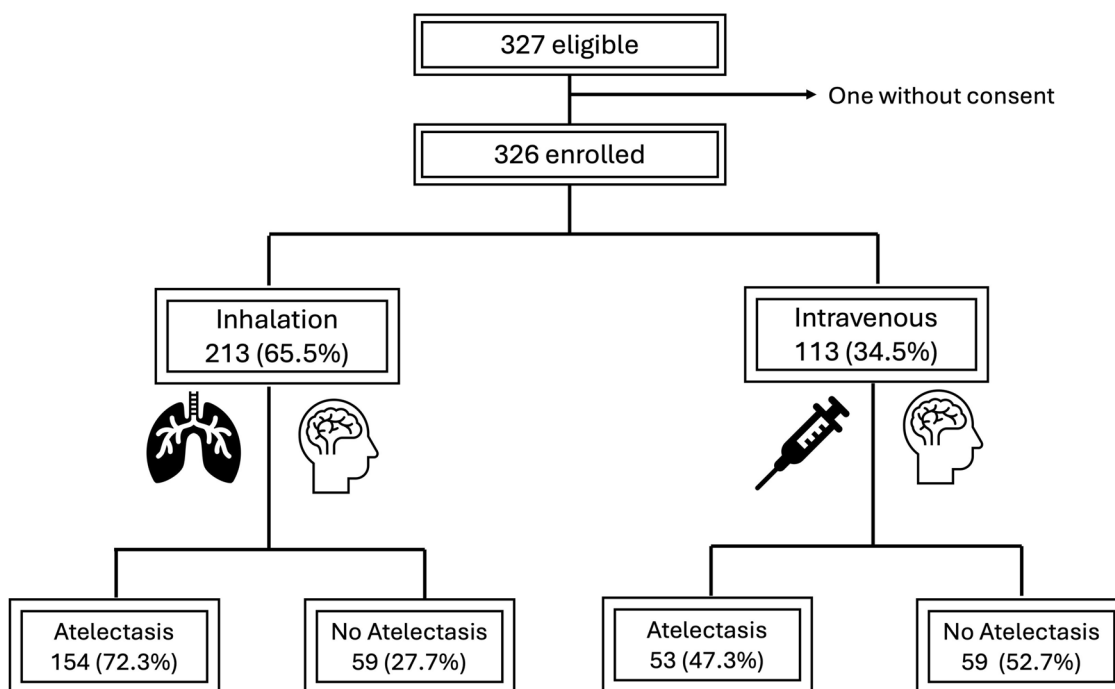 327 eligible
One without consent
326 enrolled
Inhalation
213 (65.5%)
Intravenous
113 (34.5%)
Atelectasis
154 (72.3%)
No Atelectasis
59 (27.7%)
Atelectasis
53 (47.3%)
No Atelectasis
59 (52.7%)